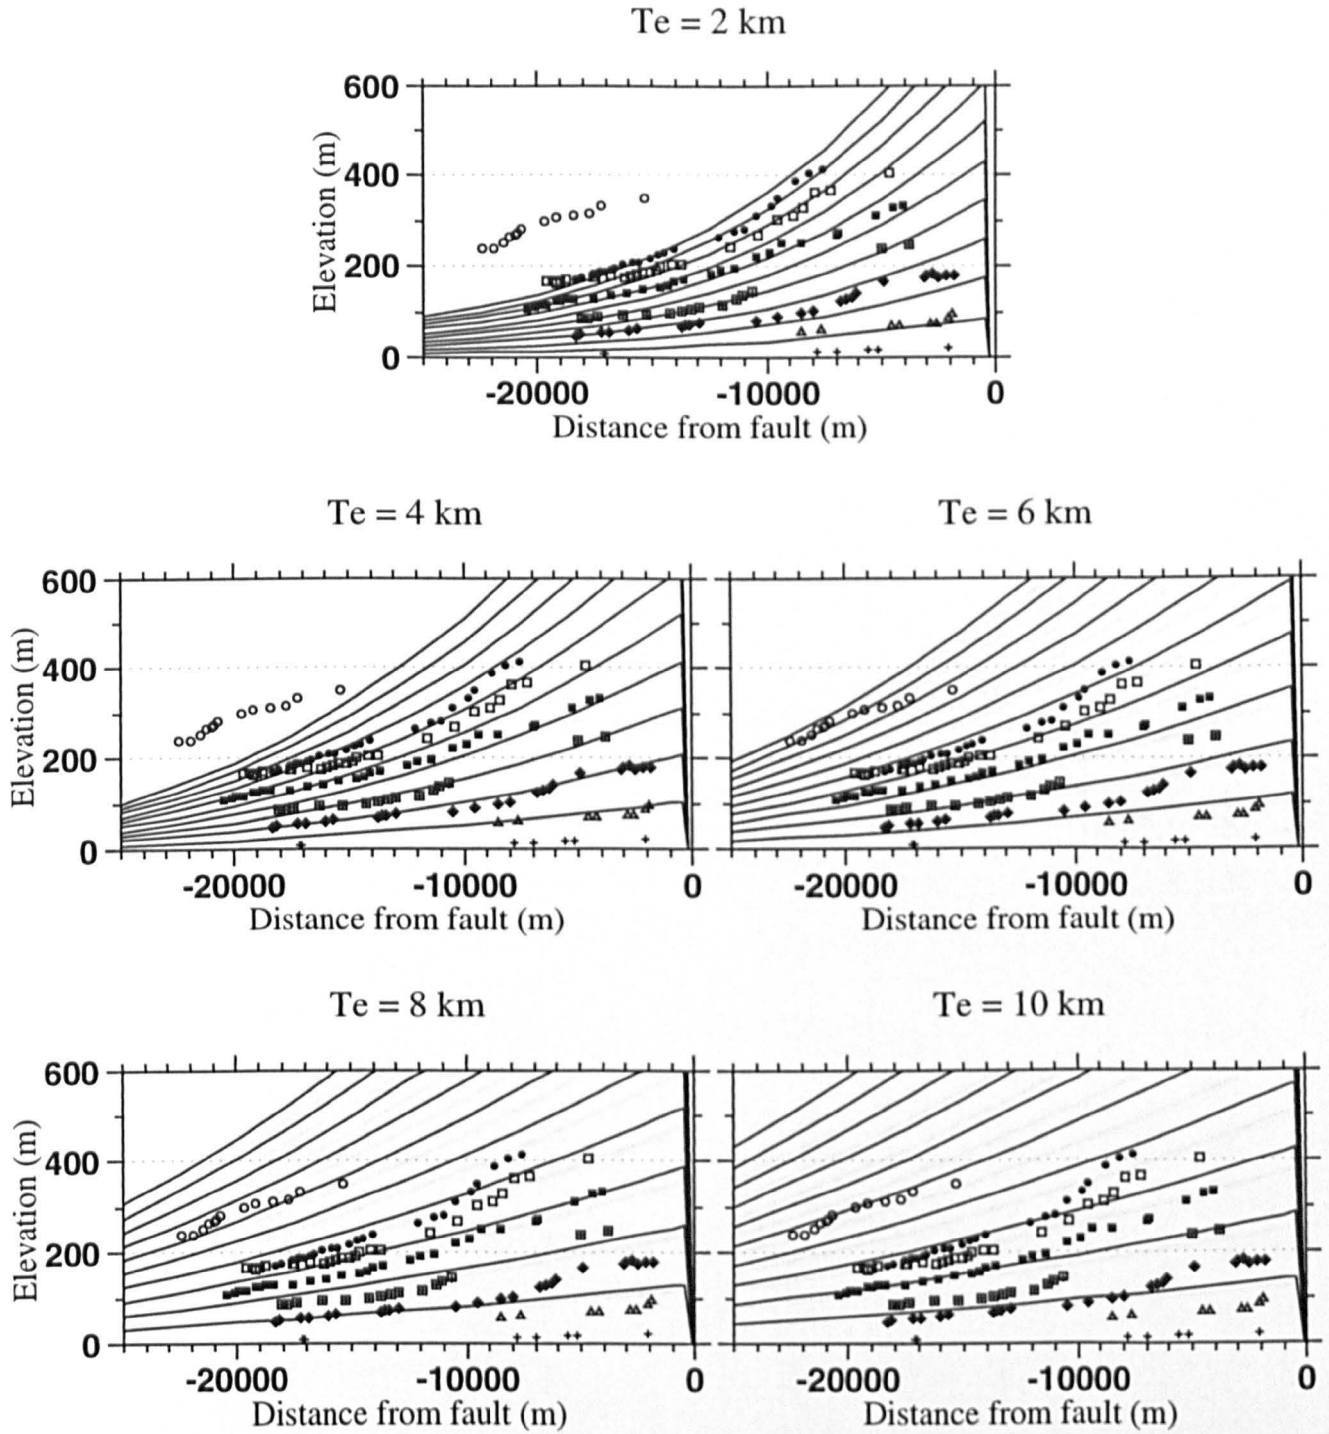 Te = 2 km
600
400
200
0
Elevation (m)
-20000 -10000 0
Distance from fault (m)
Te = 4 km
600
400
200
0
Elevation (m)
-20000 -10000 0
Distance from fault (m)
Te = 6 km
-20000 -10000 0
Distance from fault (m)
Te = 8 km
600
400
200
0
Elevation (m)
-20000 -10000 0
Distance from fault (m)
Te = 10 km
-20000 -10000 0
Distance from fault (m)